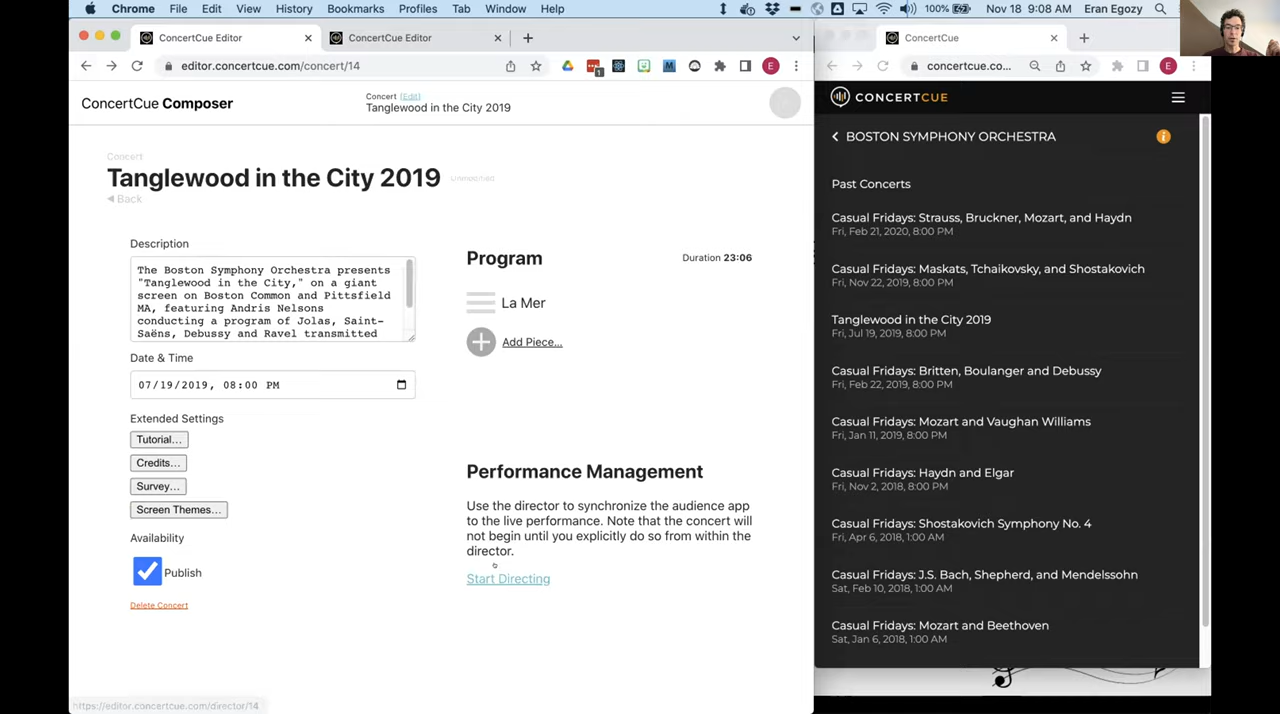 Chrome File Edit View History Bookmarks Profiles Tab Window Help
100% Nov 18 9:08 AM Eran Egozy
ConcertCue Editor
ConcertCue Editor
editor.concertcue.com/concert/14
1
E
ConcertCue Composer
Concert (Edit)
Tanglewood in the City 2019
Concert
Tanglewood in the City 2019 Unmodified
Back
Description
The Boston Symphony Orchestra presents
"Tanglewood in the City," on a giant
screen on Boston Common and Pittsfield
MA, featuring Andris Nelsons
conducting a program of Jolas, Saint-
Saëns, Debussy and Ravel transmitted
Date & Time
07/19/2019, 08:00 PM
Extended Settings
Tutorial...
Credits...
Survey...
Screen Themes...
Availability
Publish
Delete Concert
Program Duration 23:06
La Mer
Add Piece...
Performance Management
Use the director to synchronize the audience app
to the live performance. Note that the concert will
not begin until you explicitly do so from within the
director.
Start Directing
https://editor.concertcue.com/director/14
ConcertCue
concertcue.co...
E
CONCERTCUE
BOSTON SYMPHONY ORCHESTRA
Past Concerts
Casual Fridays: Strauss, Bruckner, Mozart, and Haydn
Fri, Feb 21, 2020, 8:00 PM
Casual Fridays: Maskats, Tchaikovsky, and Shostakovich
Fri, Nov 22, 2019, 8:00 PM
Tanglewood in the City 2019
Fri, Jul 19, 2019, 8:00 PM
Casual Fridays: Britten, Boulanger and Debussy
Fri, Feb 22, 2019, 8:00 PM
Casual Fridays: Mozart and Vaughan Williams
Fri, Jan 11, 2019, 8:00 PM
Casual Fridays: Haydn and Elgar
Fri, Nov 2, 2018, 8:00 PM
Casual Fridays: Shostakovich Symphony No. 4
Fri, Apr 6, 2018, 1:00 AM
Casual Fridays: J.S. Bach, Shepherd, and Mendelssohn
Sat, Feb 10, 2018, 1:00 AM
Casual Fridays: Mozart and Beethoven
Sat, Jan 6, 2018, 1:00 AM